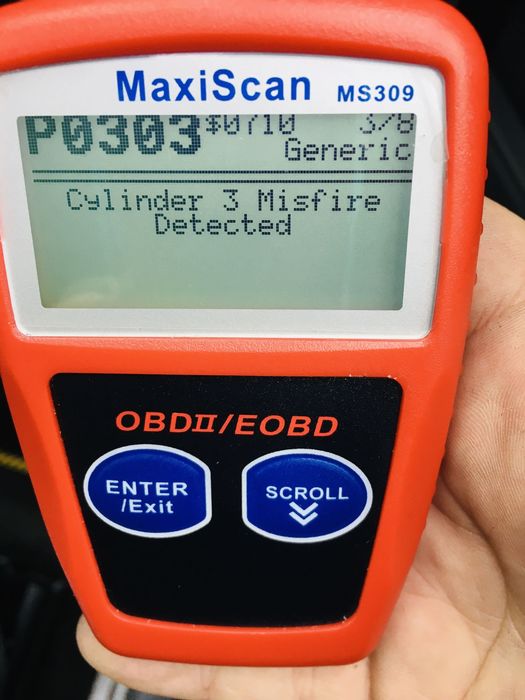 MaxiScan MS309
P0303 $0710 3/8
Generic
Cylinder 3 Misfire
Detected
OBDII/EOBD
ENTER
/Exit
SCROLL